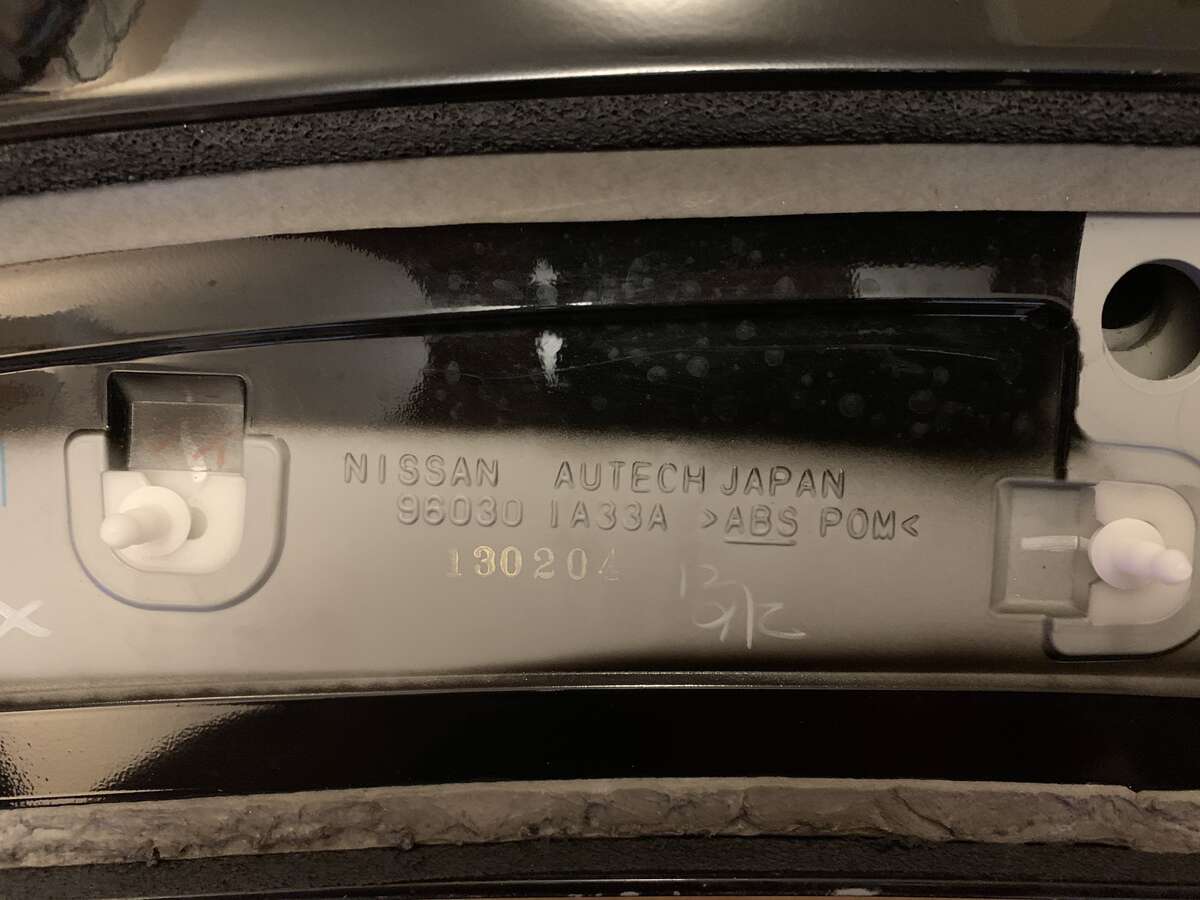 NISSAN AUTECH JAPAN
96030 1A33A >ABS POM<
130204